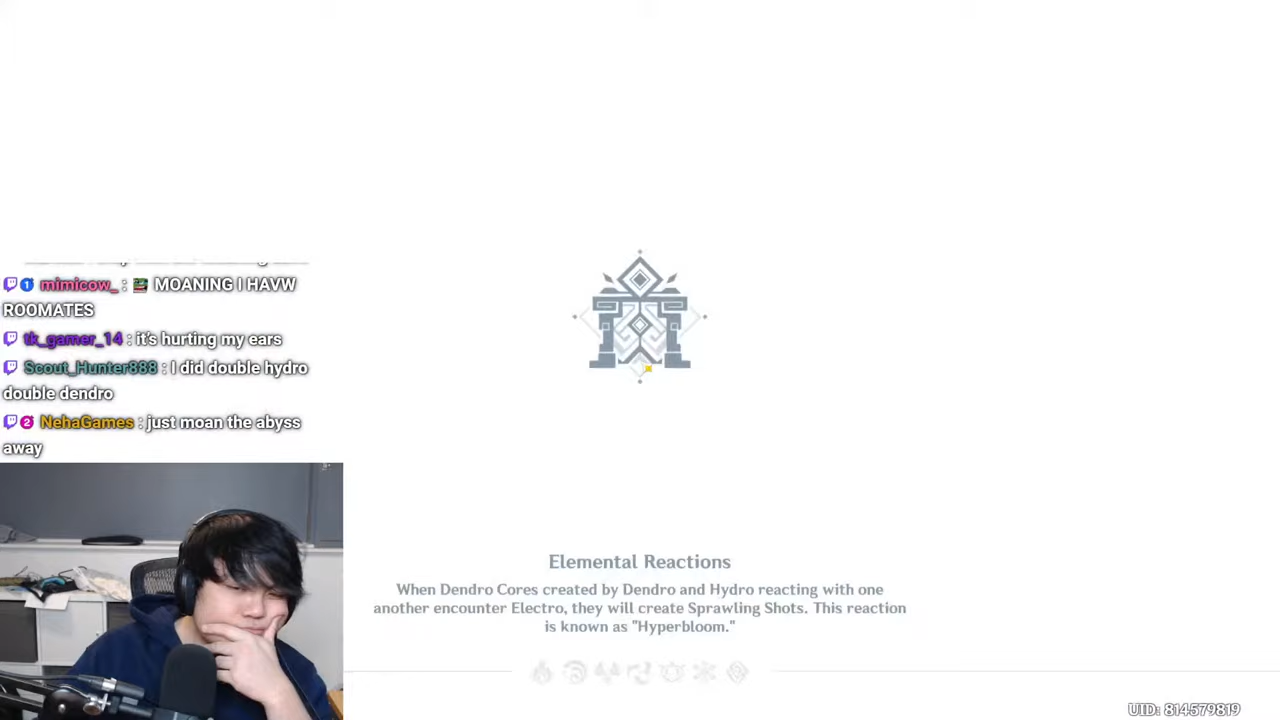 mimicow_ : MOANING I HAVW
ROOMATES
tk_gamer_14 : it's hurting my ears
Scout_Hunter888 : I did double hydro
double dendro
2 NehaGames : just moan the abyss
away
Elemental Reactions
When Dendro Cores created by Dendro and Hydro reacting with one
another encounter Electro, they will create Sprawling Shots. This reaction
is known as "Hyperbloom."
UID: 814579819